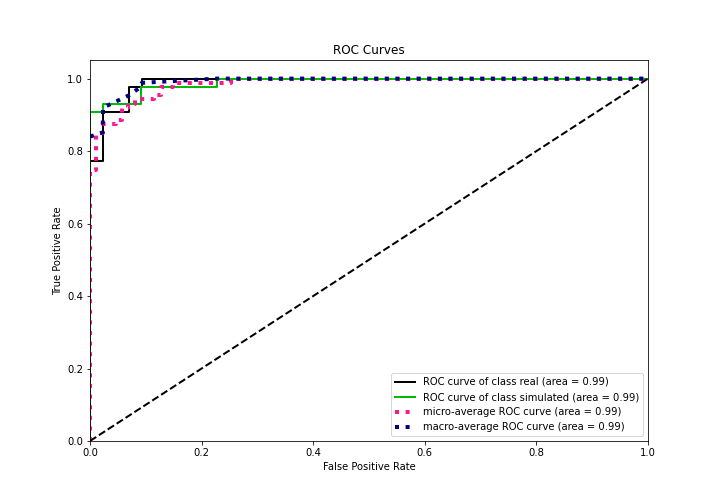 ROC Curves
True Positive Rate
1.0
0.8
0.6
0.4
0.2
0.0
ROC curve of class real (area = 0.99)
ROC curve of class simulated (area = 0.99)
micro-average ROC curve (area = 0.99)
macro-average ROC curve (area = 0.99)
0.0 0.2 0.4 0.6 0.8 1.0
False Positive Rate